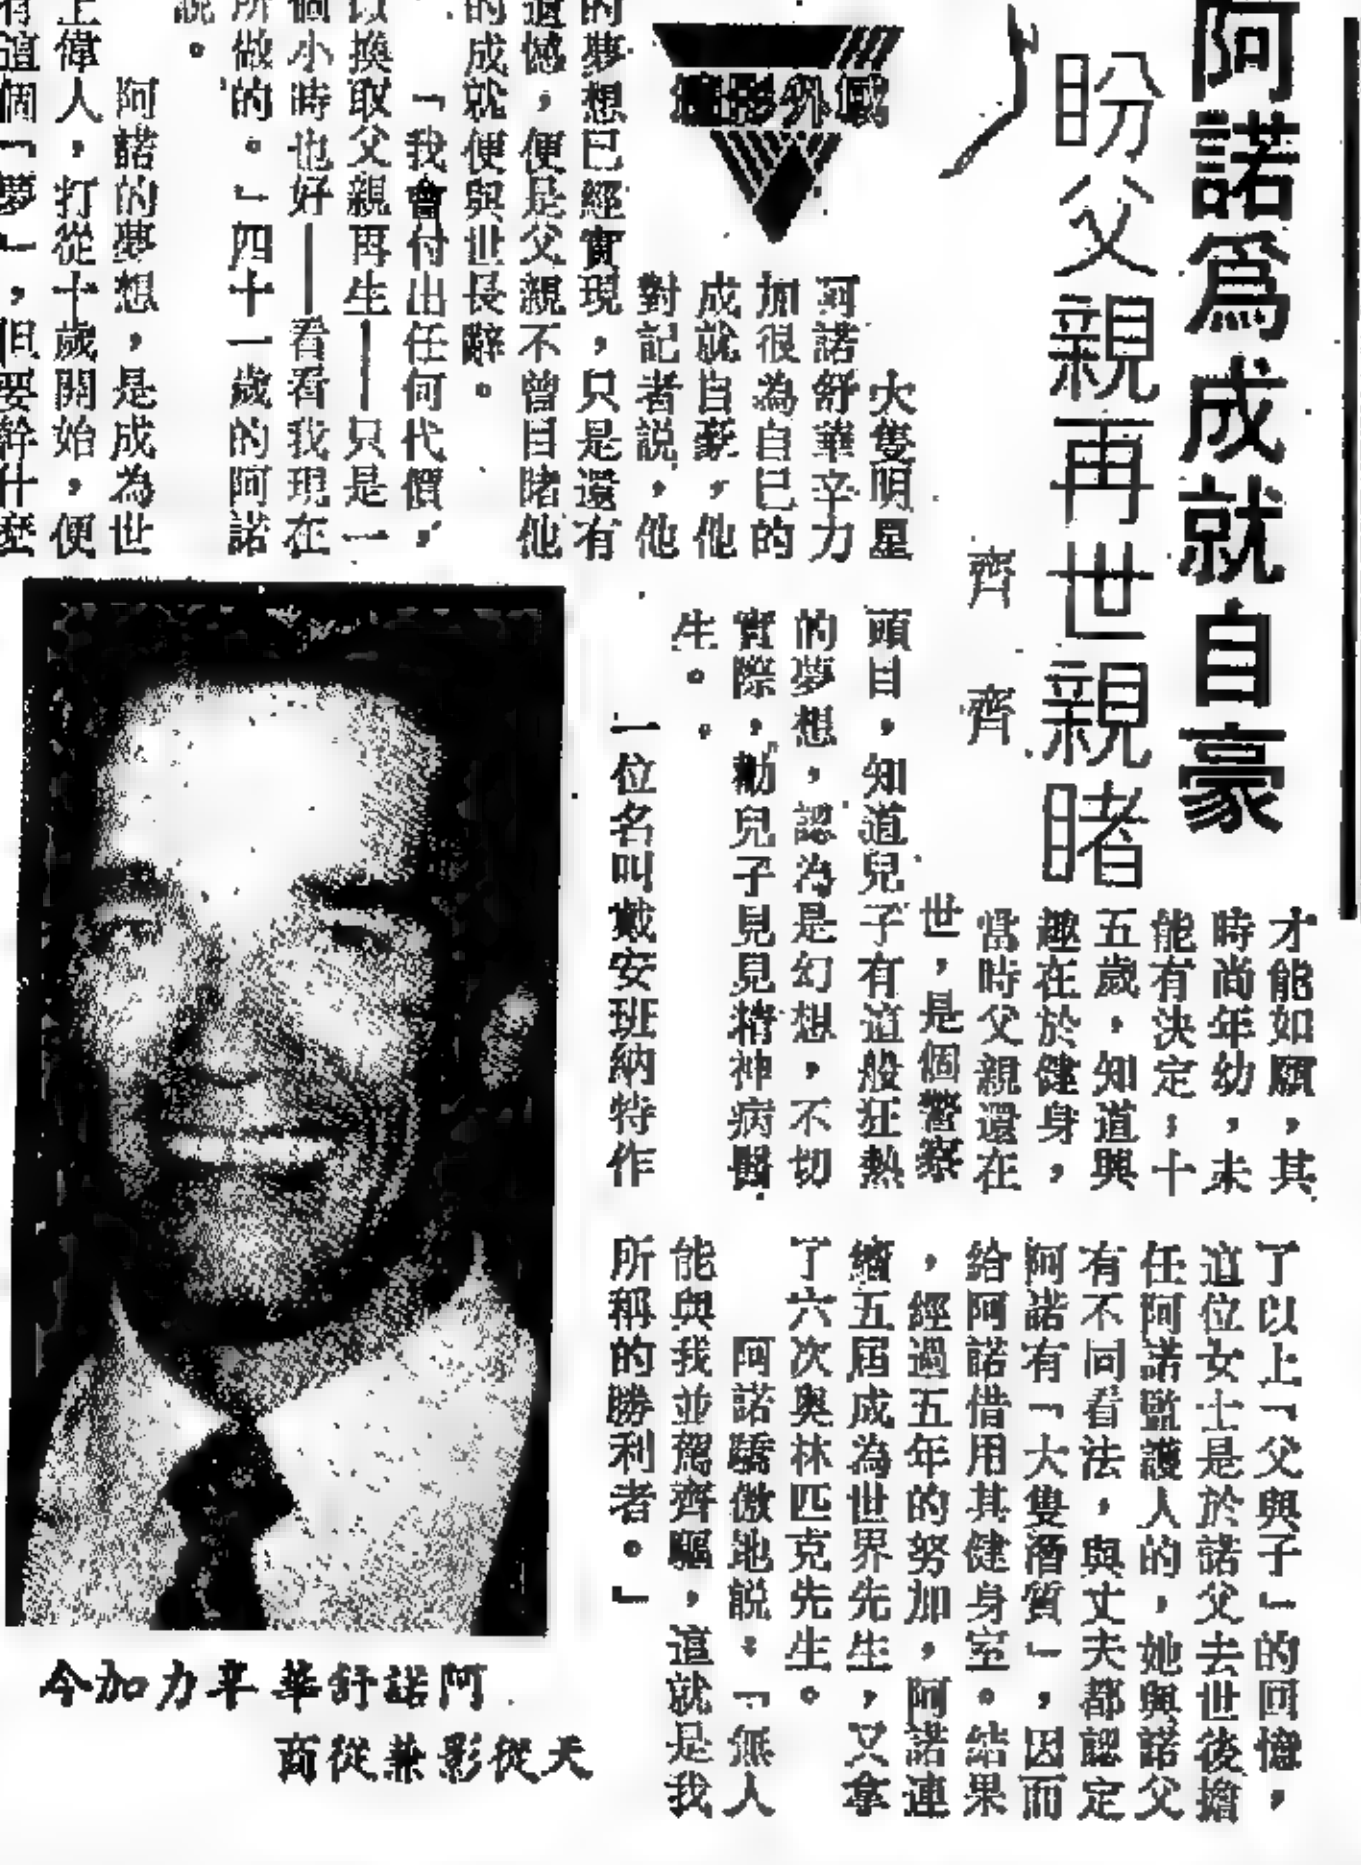 阿諾爲成就自豪
盼父親再世親睹
齊齊
域外影壇
大隻明星
阿諾舒華辛力
加很為自己的
成就自豪，他
對記者説，他
的夢想已經實現，只是還有
遺憾，便是父親不曾目睹他
的成就便與世長辭。
「我會付出任何代價，
以換取父親再生——只是一
個小時也好——看看我現在
所做的。」四十一歲的阿諾
説。
阿諾的夢想，是成為世
上偉人，打從十歲開始，便
有這個「夢」，但要幹什麼
才能如願，其
時尚年幼，未
能有決定；十
五歲，知道興
趣在於健身，
當時父親還在
世，是個警察
頭目，知道兒子有這般狂熱
的夢想，認為是幻想，不切
實際，勸兒子見見精神病醫
生。
一位名叫戴安班納特作
了以上「父與子」的回憶，
這位女士是於諾父去世後擔
任阿諾監護人的，她與諾父
有不同看法，與丈夫都認定
阿諾有「大隻潛質」，因而
給阿諾借用其健身室。結果
，經過五年的努加，阿諾連
續五屆成為世界先生，又拿
了六次奧林匹克先生。
阿諾驕傲地説：「無人
能與我並駕齊驅，這就是我
所稱的勝利者。」
阿諾舒華辛力加今
天從影兼從商